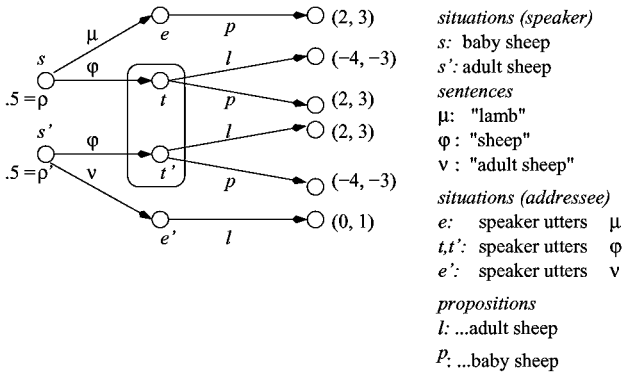 μ
e
p
(2, 3)
s
φ
l
(−4, −3)
.5 =ρ
t
p
(2, 3)
s'
φ
l
(2, 3)
.5 =ρ'
t'
p
(−4, −3)
ν
e'
l
(0, 1)
situations (speaker)
s: baby sheep
s’: adult sheep
sentences
μ: "lamb"
φ : "sheep"
ν : "adult sheep"
situations (addressee)
e: speaker utters μ
t,t': speaker utters φ
e': speaker utters ν
propositions
l: ...adult sheep
p: ...baby sheep